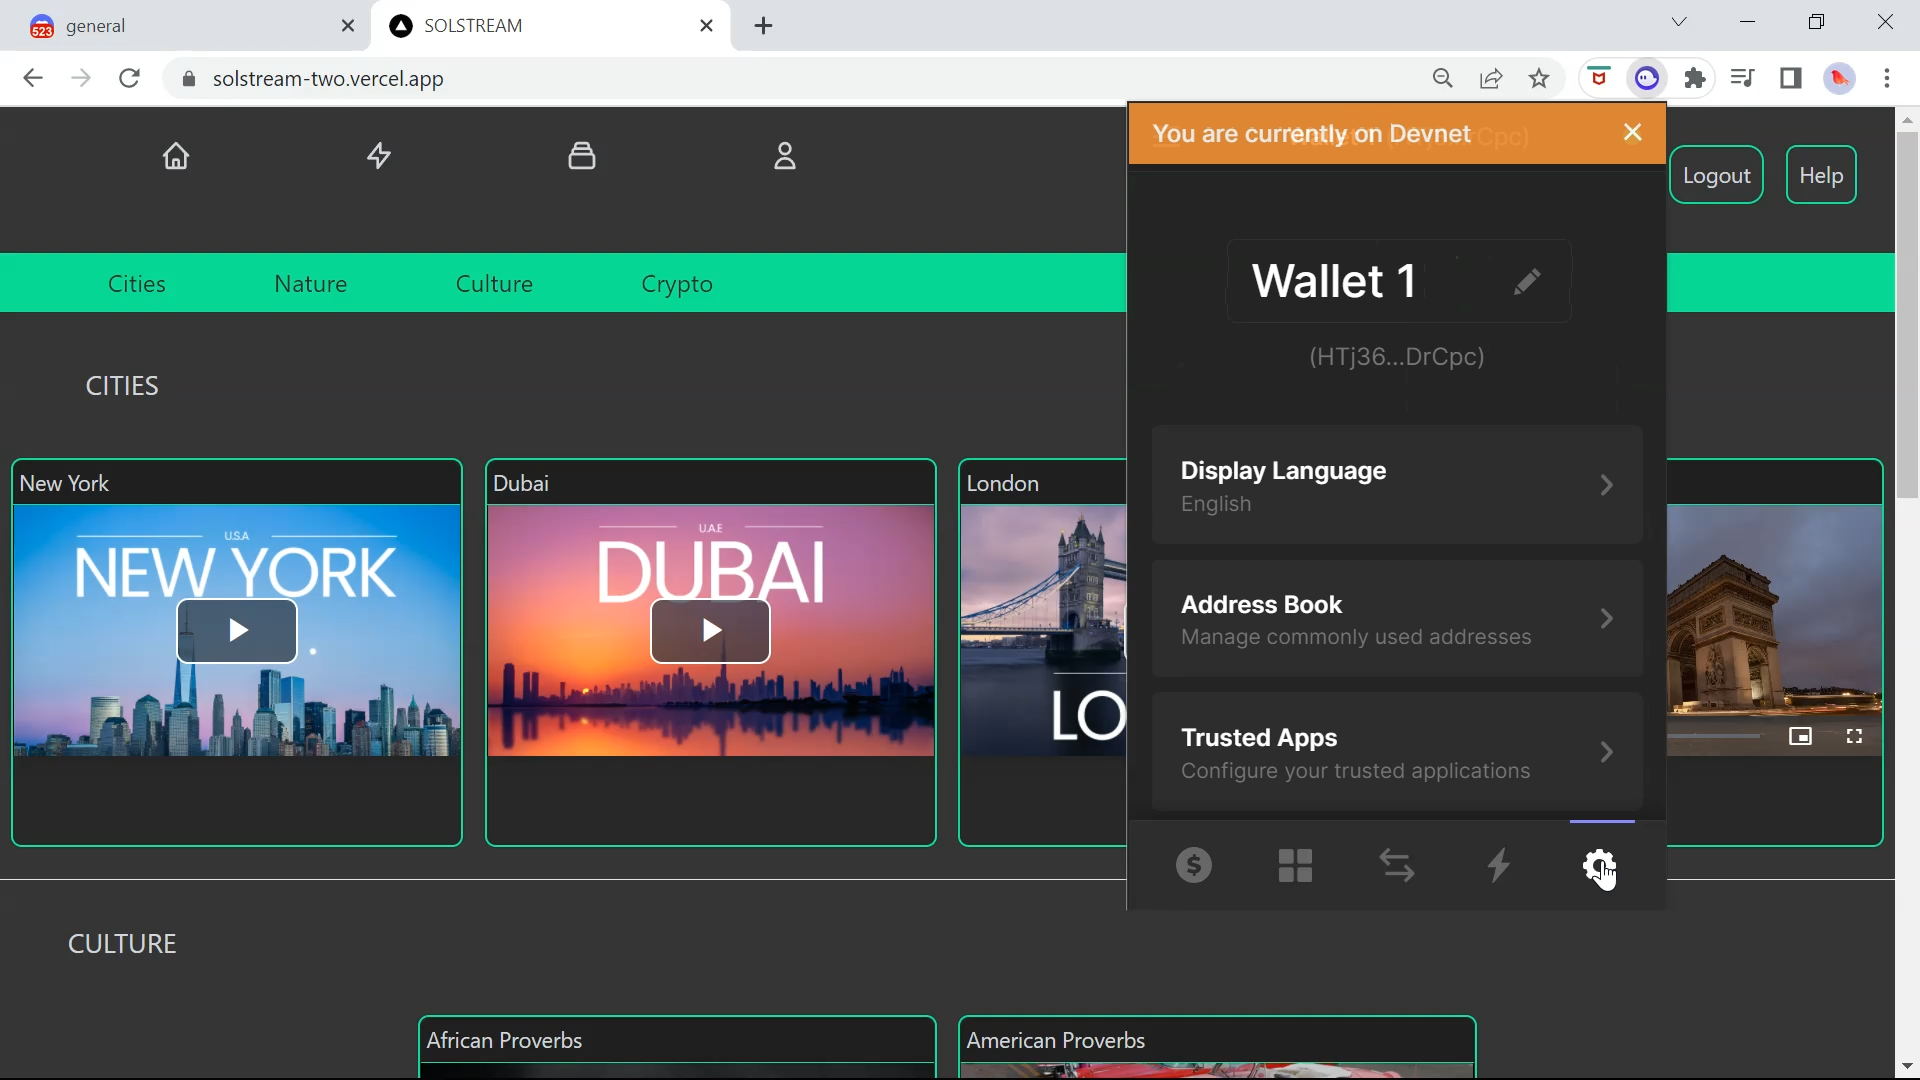 general
SOLSTREAM
solstream-two.vercel.app
You are currently on Devnet
Logout
Help
Cities
Nature
Culture
Crypto
Wallet 1
(HTj36...DrCpc)
CITIES
Display Language
English
New York
Dubai
London
U.S.A
NEW YORK
U.A.E
DUBAI
LO
Address Book
Manage commonly used addresses
Trusted Apps
Configure your trusted applications
CULTURE
African Proverbs
American Proverbs
523